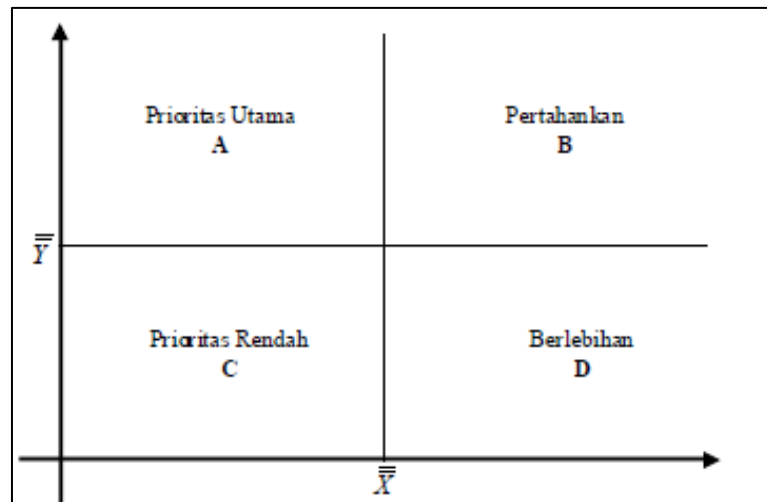 Prioritas Utama
A
Pertahankan
B
Y̿
Prioritas Rendah
C
Berlebihan
D
X̿